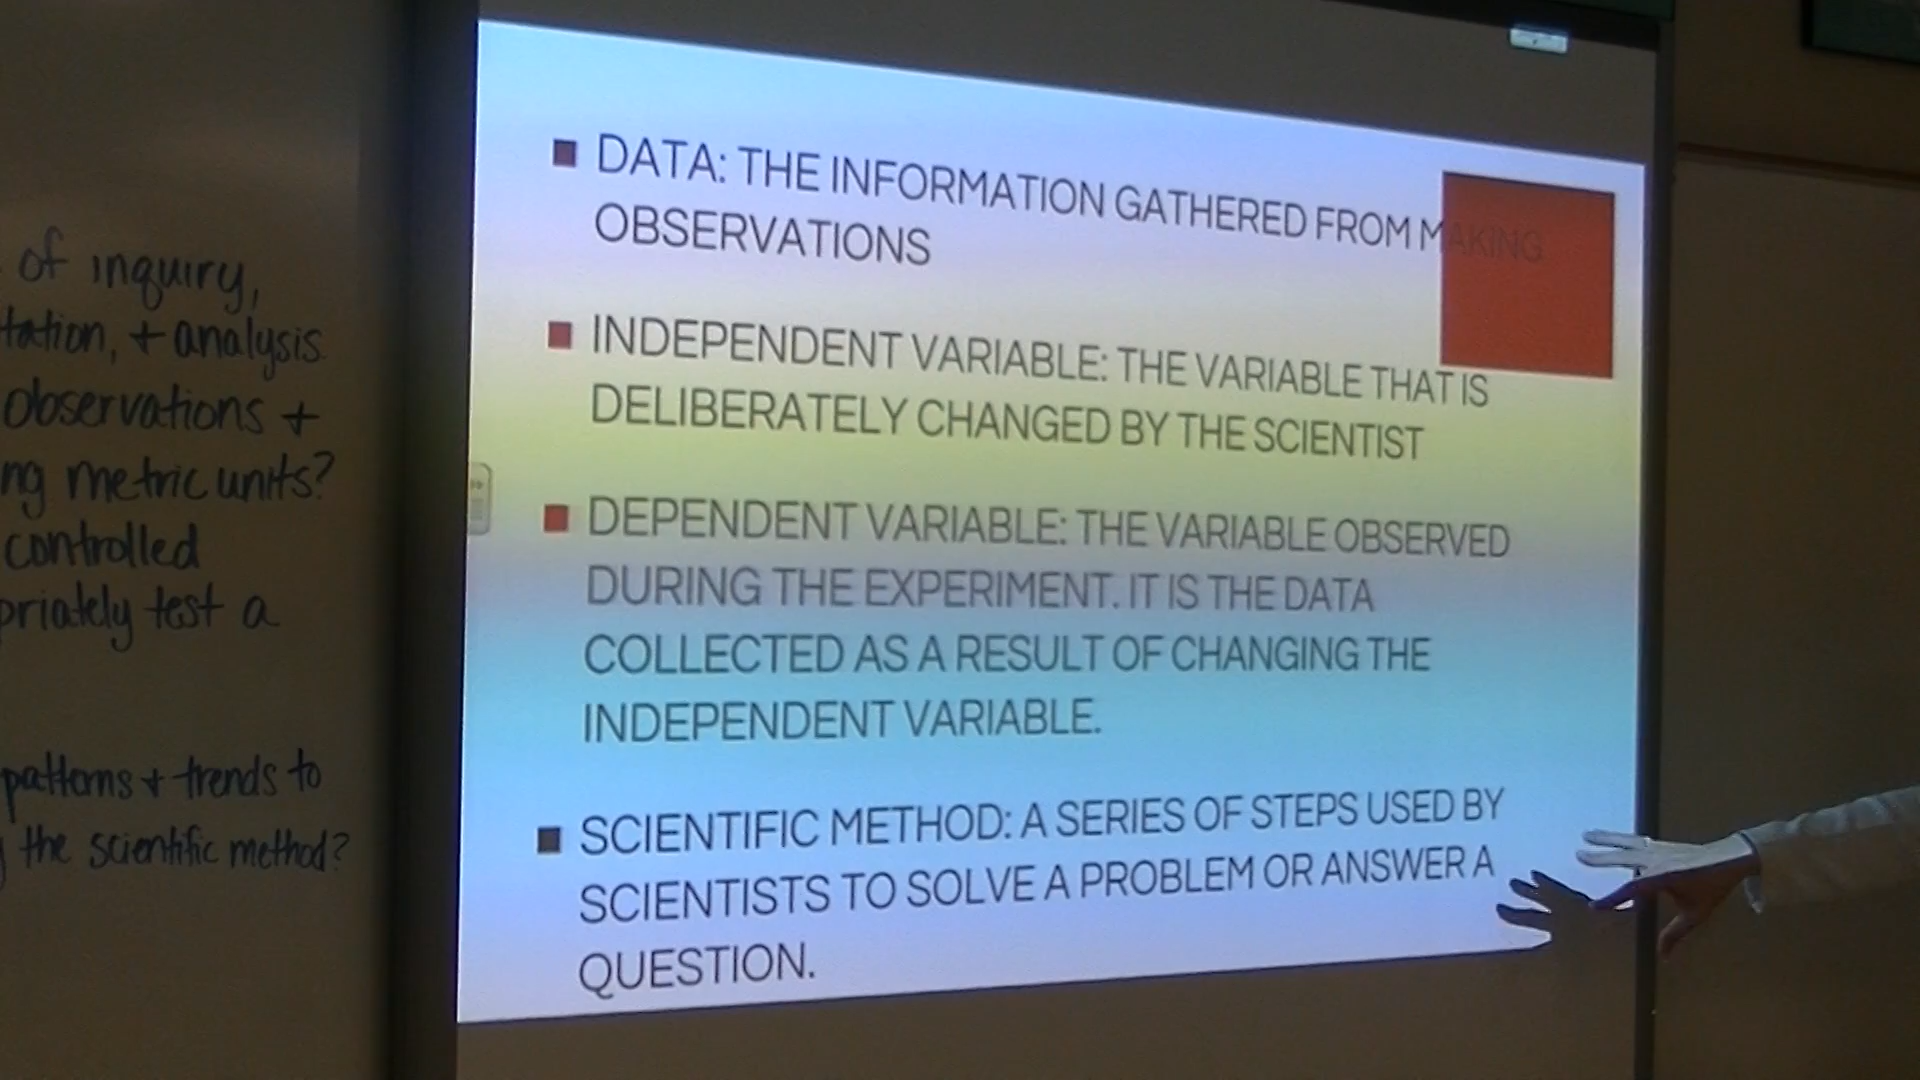 of inquiry,
tation, + analysis
observations +
ng metric units?
controlled
priately test a
patterns + trends to
the scientific method?
DATA: THE INFORMATION GATHERED FROM MAKING
OBSERVATIONS
INDEPENDENT VARIABLE: THE VARIABLE THAT IS
DELIBERATELY CHANGED BY THE SCIENTIST
DEPENDENT VARIABLE: THE VARIABLE OBSERVED
DURING THE EXPERIMENT. IT IS THE DATA
COLLECTED AS A RESULT OF CHANGING THE
INDEPENDENT VARIABLE.
SCIENTIFIC METHOD: A SERIES OF STEPS USED BY
SCIENTISTS TO SOLVE A PROBLEM OR ANSWER A
QUESTION.